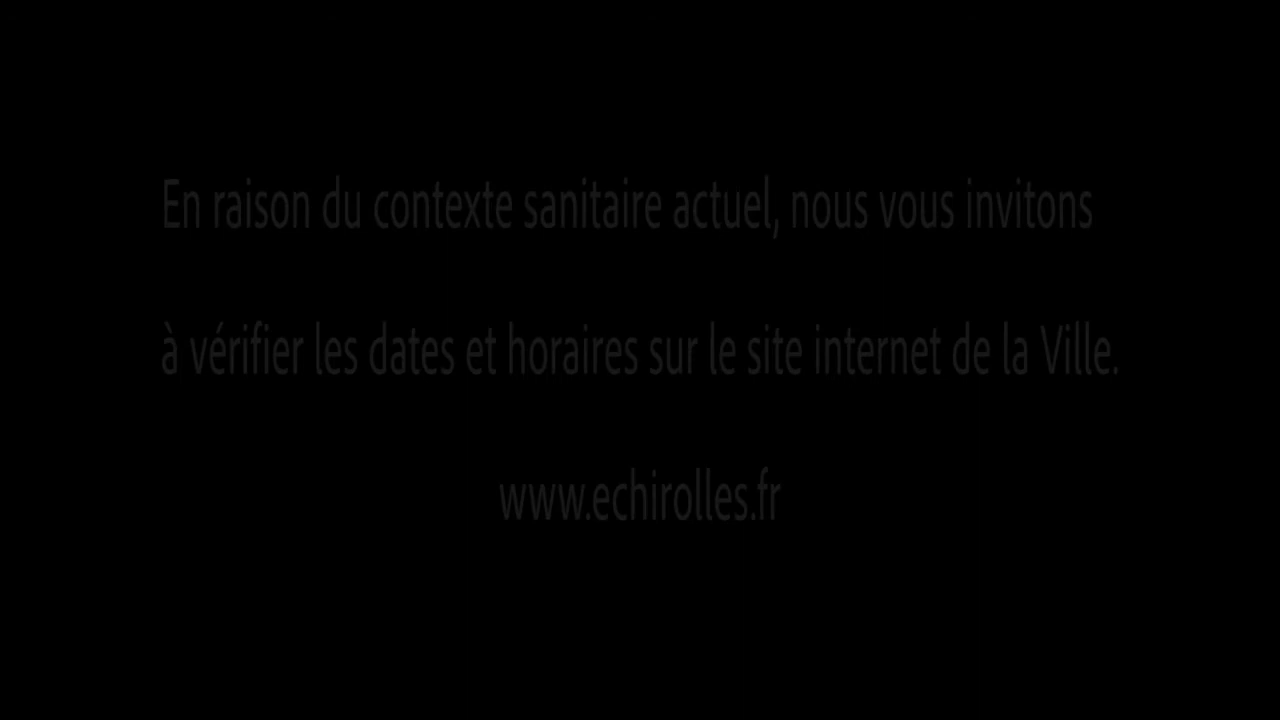 En raison du contexte sanitaire actuel, nous vous invitons
à vérifier les dates et horaires sur le site internet de la Ville.
www.echirolles.fr